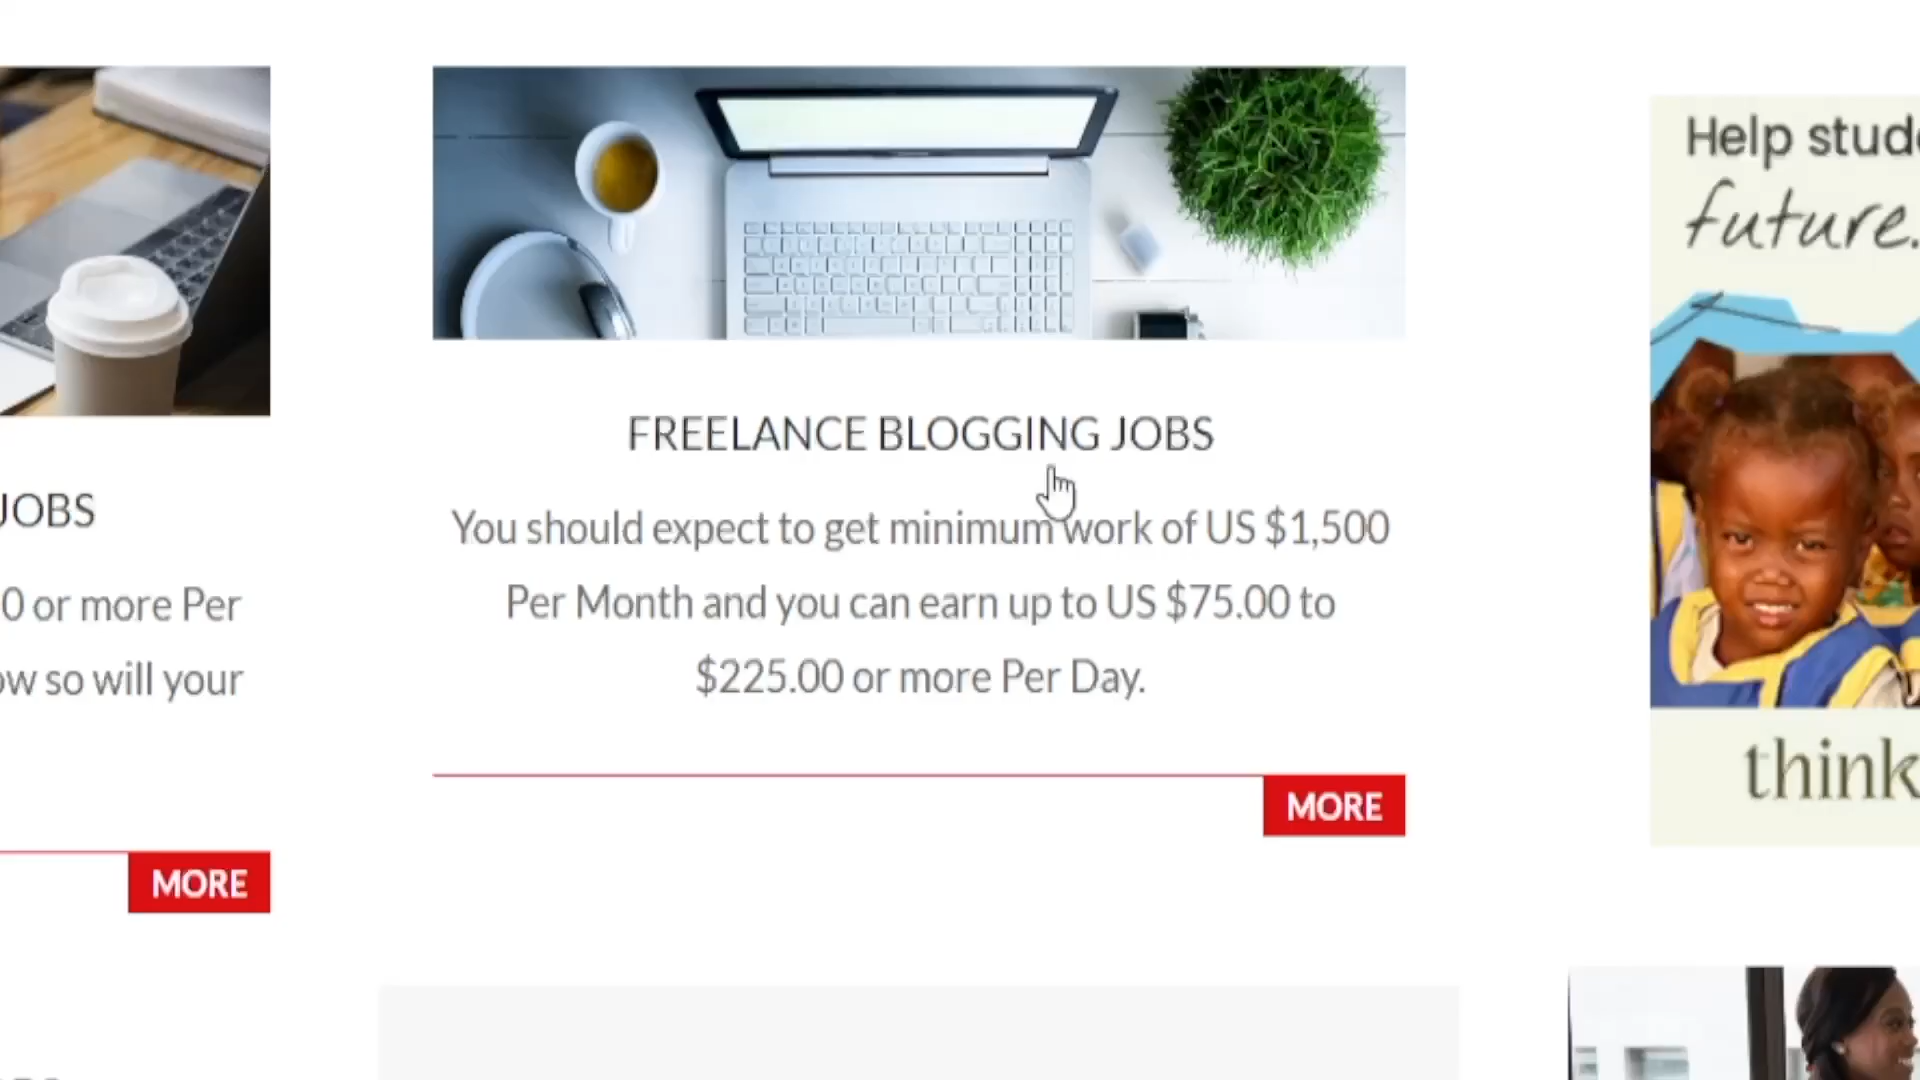 JOBS
0 or more Per
ow so will your
MORE
FREELANCE BLOGGING JOBS
You should expect to get minimum work of US $1,500
Per Month and you can earn up to US $75.00 to
$225.00 or more Per Day.
MORE
Help stud
future.
think